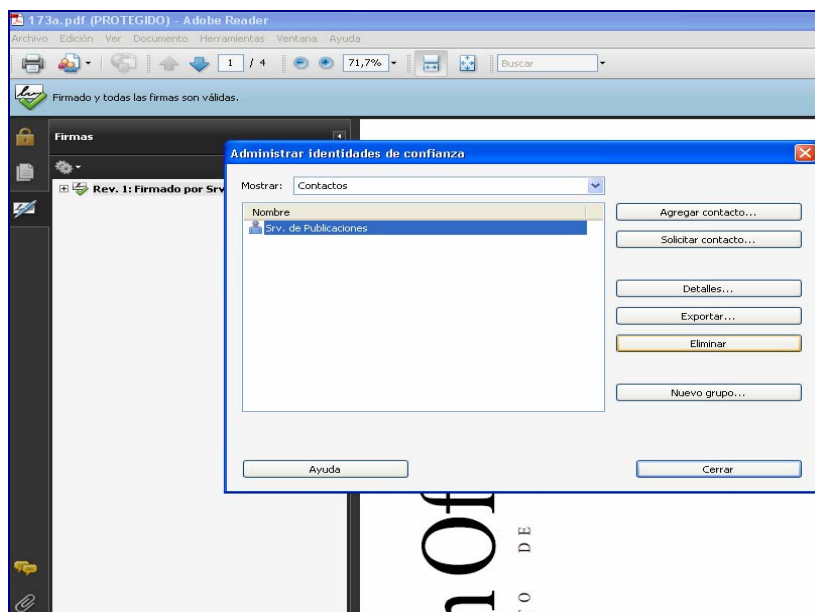 173a.pdf (PROTEGIDO) - Adobe Reader
Archivo Edición Ver Documento Herramientas Ventana Ayuda
1 / 4 71,7% Buscar
Firmado y todas las firmas son válidas.
Firmas
Rev. 1: Firmado por Srv
Administrar identidades de confianza
Mostrar: Contactos
Nombre
Srv. de Publicaciones
Agregar contacto...
Solicitar contacto...
Detalles...
Exportar...
Eliminar
Nuevo grupo...
Ayuda
Cerrar
n Of
O DE